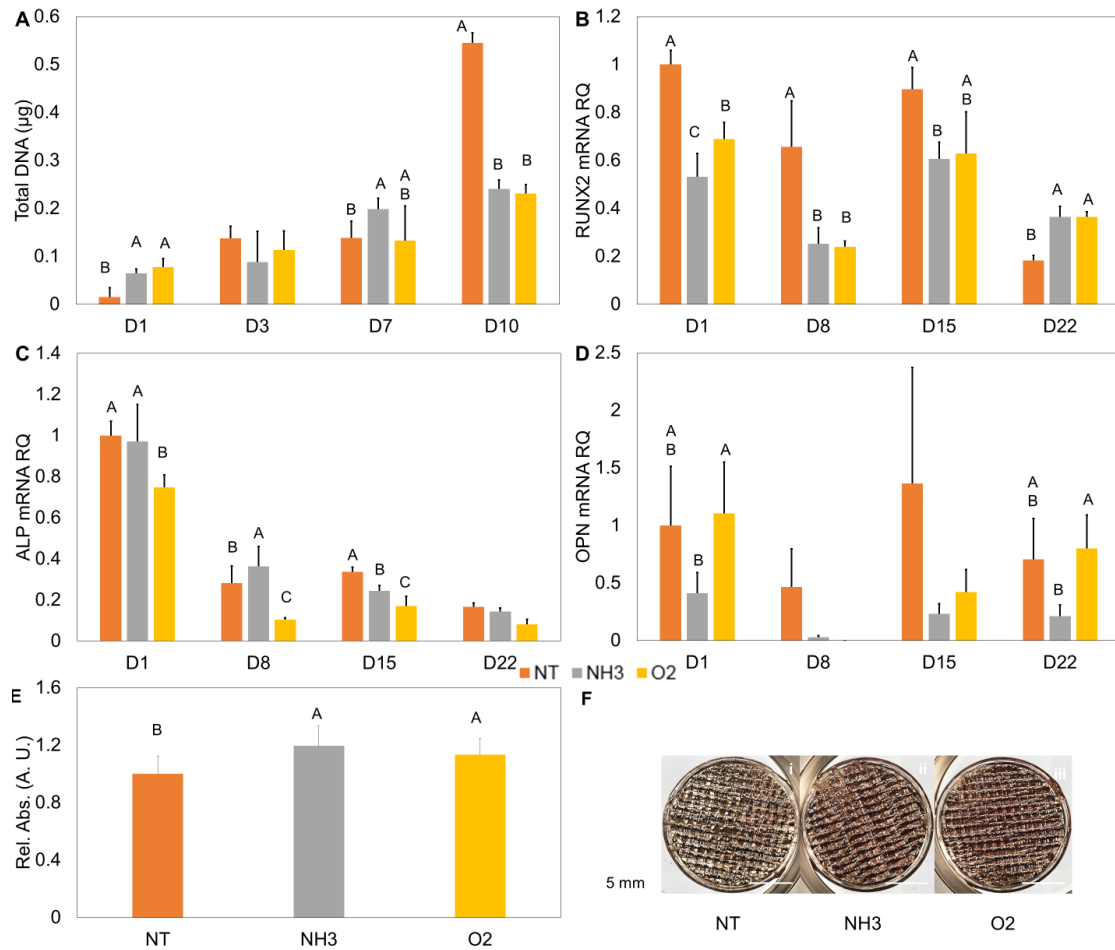 A
0.6
0.5
0.4
0.3
0.2
0.1
0
Total DNA (µg)
B
A
A
B
A
A
B
A
B
B
D1
D3
D7
D10
B
1.2
1
0.8
0.6
0.4
0.2
0
RUNX2 mRNA RQ
A
C
B
A
B
B
A
B
A
B
B
A
A
D1
D8
D15
D22
C
1.4
1.2
1
0.8
0.6
0.4
0.2
0
ALP mRNA RQ
A
A
B
B
A
C
A
B
C
D1
D8
D15
D22
D
2.5
2
1.5
1
0.5
0
OPN mRNA RQ
A
B
B
A
A
B
B
A
D1
D8
D15
D22
NT NH3 O2
E
1.6
1.2
0.8
0.4
0
Rel. Abs. (A. U.)
B
A
A
NT
NH3
O2
F
i
ii
iii
5 mm
NT
NH3
O2